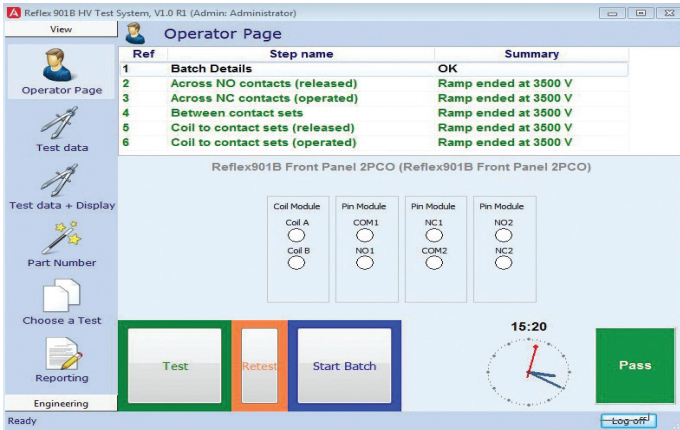 Reflex 901B HV Test System, V1.0 R1 (Admin: Administrator)
View
Operator Page
Ref Step name Summary
1 Batch Details OK
2 Across NO contacts (released) Ramp ended at 3500 V
3 Across NC contacts (operated) Ramp ended at 3500 V
4 Between contact sets Ramp ended at 3500 V
5 Coil to contact sets (released) Ramp ended at 3500 V
6 Coil to contact sets (operated) Ramp ended at 3500 V
Operator Page
Test data
Test data + Display
Part Number
Choose a Test
Reporting
Engineering
Reflex901B Front Panel 2PCO (Reflex901B Front Panel 2PCO)
Coil Module Pin Module Pin Module Pin Module
Coil A COM1 NC1 NO2
Coil B NO1 COM2 NC2
Test
Retest
Start Batch
15:20
Pass
Ready
Log off